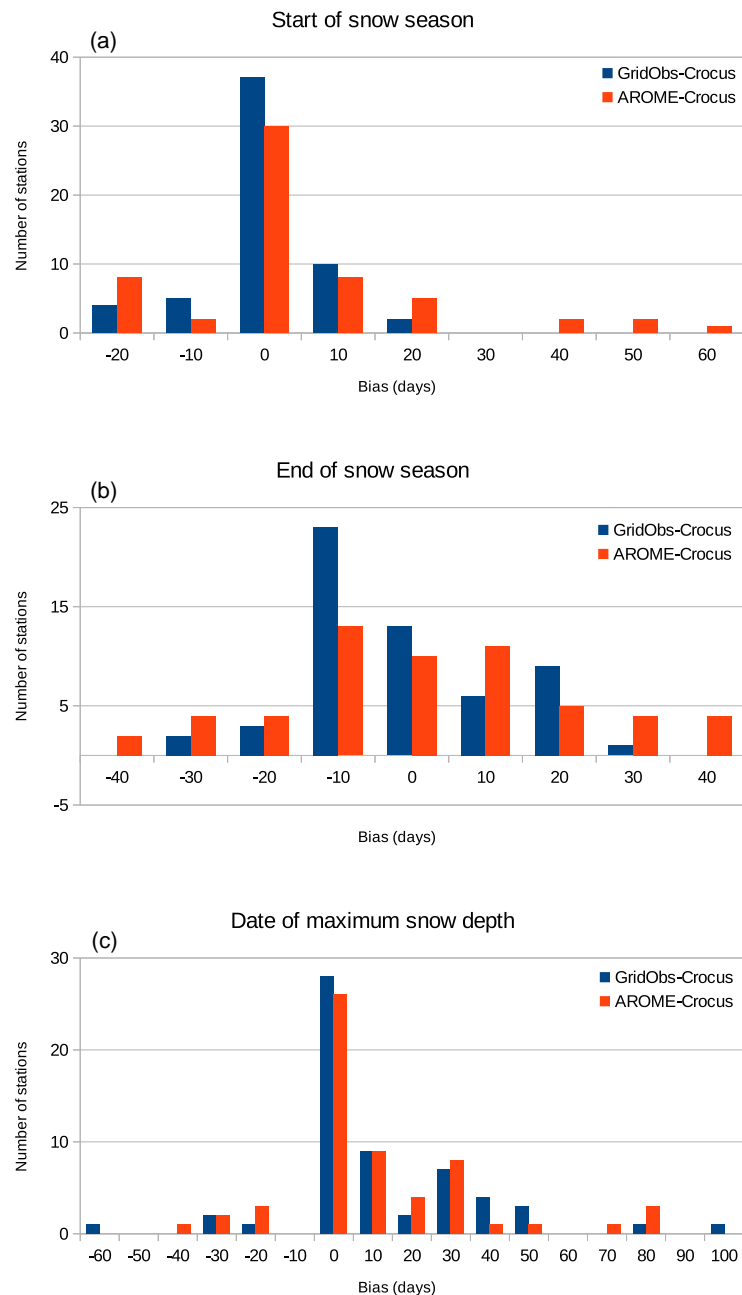 Start of snow season
(a)
40
30
20
10
0
Number of stations
GridObs-Crocus
AROME-Crocus
-20 -10 0 10 20 30 40 50 60
Bias (days)
End of snow season
(b)
25
15
5
-5
Number of stations
GridObs-Crocus
AROME-Crocus
-40 -30 -20 -10 0 10 20 30 40
Bias (days)
Date of maximum snow depth
(c)
30
20
10
0
Number of stations
GridObs-Crocus
AROME-Crocus
-60 -50 -40 -30 -20 -10 0 10 20 30 40 50 60 70 80 90 100
Bias (days)